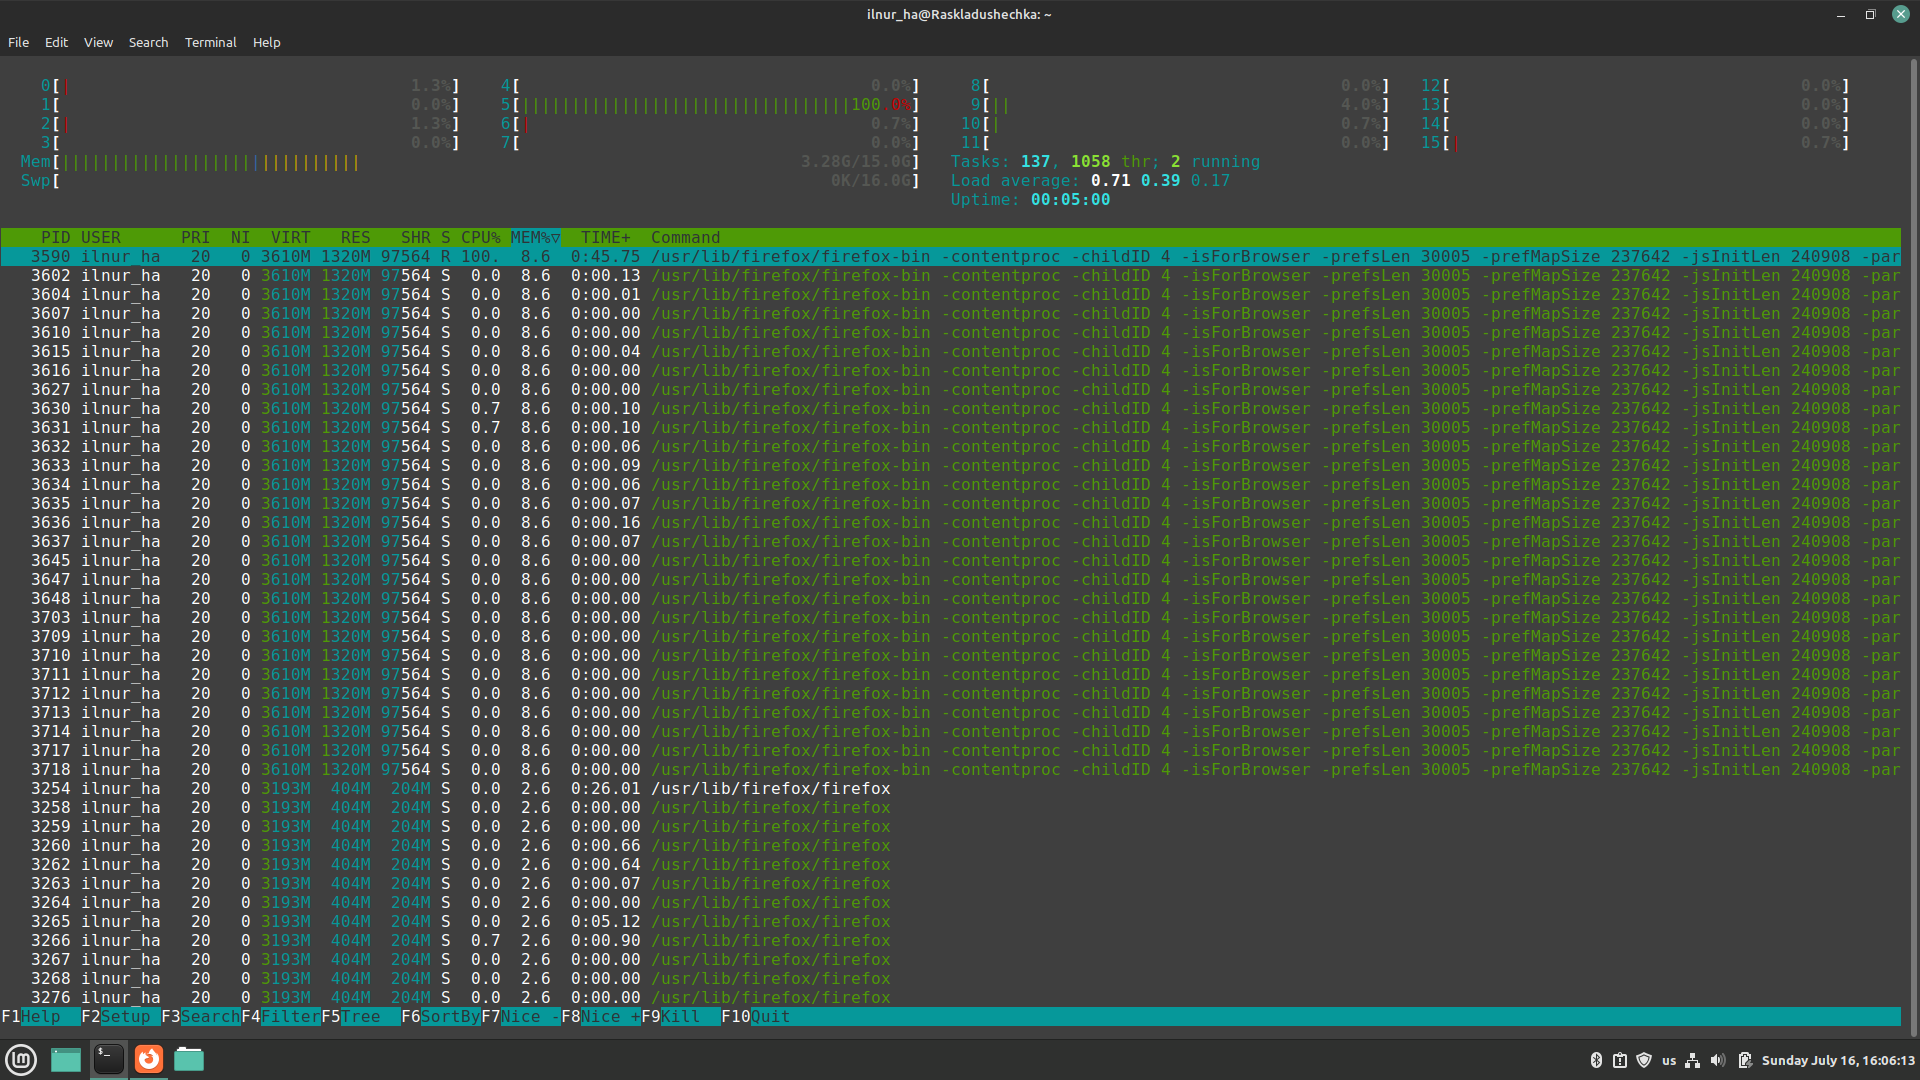 ilnur_ha@Raskladushechka: ~
File Edit View Search Terminal Help
0[| 1.3%] 4[ 0.0%] 8[ 0.0%] 12[ 0.0%]
1[ 0.0%] 5[||||||||||||||||||||||||||||||||||100.0%] 9[|| 4.0%] 13[ 0.0%]
2[| 1.3%] 6[| 0.7%] 10[| 0.7%] 14[ 0.0%]
3[ 0.0%] 7[ 0.0%] 11[ 0.0%] 15[| 0.7%]
Mem[|||||||||||||||||||||||||||||| 3.28G/15.0G] Tasks: 137, 1058 thr; 2 running
Swp[ 0K/16.0G] Load average: 0.71 0.39 0.17
Uptime: 00:05:00
PID USER PRI NI VIRT RES SHR S CPU% MEM%▽ TIME+ Command
3590 ilnur_ha 20 0 3610M 1320M 97564 R 100. 8.6 0:45.75 /usr/lib/firefox/firefox-bin -contentproc -childID 4 -isForBrowser -prefsLen 30005 -prefMapSize 237642 -jsInitLen 240908 -par
3602 ilnur_ha 20 0 3610M 1320M 97564 S 0.0 8.6 0:00.13 /usr/lib/firefox/firefox-bin -contentproc -childID 4 -isForBrowser -prefsLen 30005 -prefMapSize 237642 -jsInitLen 240908 -par
3604 ilnur_ha 20 0 3610M 1320M 97564 S 0.0 8.6 0:00.01 /usr/lib/firefox/firefox-bin -contentproc -childID 4 -isForBrowser -prefsLen 30005 -prefMapSize 237642 -jsInitLen 240908 -par
3607 ilnur_ha 20 0 3610M 1320M 97564 S 0.0 8.6 0:00.00 /usr/lib/firefox/firefox-bin -contentproc -childID 4 -isForBrowser -prefsLen 30005 -prefMapSize 237642 -jsInitLen 240908 -par
3610 ilnur_ha 20 0 3610M 1320M 97564 S 0.0 8.6 0:00.00 /usr/lib/firefox/firefox-bin -contentproc -childID 4 -isForBrowser -prefsLen 30005 -prefMapSize 237642 -jsInitLen 240908 -par
3615 ilnur_ha 20 0 3610M 1320M 97564 S 0.0 8.6 0:00.04 /usr/lib/firefox/firefox-bin -contentproc -childID 4 -isForBrowser -prefsLen 30005 -prefMapSize 237642 -jsInitLen 240908 -par
3616 ilnur_ha 20 0 3610M 1320M 97564 S 0.0 8.6 0:00.00 /usr/lib/firefox/firefox-bin -contentproc -childID 4 -isForBrowser -prefsLen 30005 -prefMapSize 237642 -jsInitLen 240908 -par
3627 ilnur_ha 20 0 3610M 1320M 97564 S 0.0 8.6 0:00.00 /usr/lib/firefox/firefox-bin -contentproc -childID 4 -isForBrowser -prefsLen 30005 -prefMapSize 237642 -jsInitLen 240908 -par
3630 ilnur_ha 20 0 3610M 1320M 97564 S 0.7 8.6 0:00.10 /usr/lib/firefox/firefox-bin -contentproc -childID 4 -isForBrowser -prefsLen 30005 -prefMapSize 237642 -jsInitLen 240908 -par
3631 ilnur_ha 20 0 3610M 1320M 97564 S 0.7 8.6 0:00.10 /usr/lib/firefox/firefox-bin -contentproc -childID 4 -isForBrowser -prefsLen 30005 -prefMapSize 237642 -jsInitLen 240908 -par
3632 ilnur_ha 20 0 3610M 1320M 97564 S 0.0 8.6 0:00.06 /usr/lib/firefox/firefox-bin -contentproc -childID 4 -isForBrowser -prefsLen 30005 -prefMapSize 237642 -jsInitLen 240908 -par
3633 ilnur_ha 20 0 3610M 1320M 97564 S 0.0 8.6 0:00.09 /usr/lib/firefox/firefox-bin -contentproc -childID 4 -isForBrowser -prefsLen 30005 -prefMapSize 237642 -jsInitLen 240908 -par
3634 ilnur_ha 20 0 3610M 1320M 97564 S 0.0 8.6 0:00.06 /usr/lib/firefox/firefox-bin -contentproc -childID 4 -isForBrowser -prefsLen 30005 -prefMapSize 237642 -jsInitLen 240908 -par
3635 ilnur_ha 20 0 3610M 1320M 97564 S 0.0 8.6 0:00.07 /usr/lib/firefox/firefox-bin -contentproc -childID 4 -isForBrowser -prefsLen 30005 -prefMapSize 237642 -jsInitLen 240908 -par
3636 ilnur_ha 20 0 3610M 1320M 97564 S 0.0 8.6 0:00.16 /usr/lib/firefox/firefox-bin -contentproc -childID 4 -isForBrowser -prefsLen 30005 -prefMapSize 237642 -jsInitLen 240908 -par
3637 ilnur_ha 20 0 3610M 1320M 97564 S 0.0 8.6 0:00.07 /usr/lib/firefox/firefox-bin -contentproc -childID 4 -isForBrowser -prefsLen 30005 -prefMapSize 237642 -jsInitLen 240908 -par
3645 ilnur_ha 20 0 3610M 1320M 97564 S 0.0 8.6 0:00.00 /usr/lib/firefox/firefox-bin -contentproc -childID 4 -isForBrowser -prefsLen 30005 -prefMapSize 237642 -jsInitLen 240908 -par
3647 ilnur_ha 20 0 3610M 1320M 97564 S 0.0 8.6 0:00.00 /usr/lib/firefox/firefox-bin -contentproc -childID 4 -isForBrowser -prefsLen 30005 -prefMapSize 237642 -jsInitLen 240908 -par
3648 ilnur_ha 20 0 3610M 1320M 97564 S 0.0 8.6 0:00.00 /usr/lib/firefox/firefox-bin -contentproc -childID 4 -isForBrowser -prefsLen 30005 -prefMapSize 237642 -jsInitLen 240908 -par
3703 ilnur_ha 20 0 3610M 1320M 97564 S 0.0 8.6 0:00.00 /usr/lib/firefox/firefox-bin -contentproc -childID 4 -isForBrowser -prefsLen 30005 -prefMapSize 237642 -jsInitLen 240908 -par
3709 ilnur_ha 20 0 3610M 1320M 97564 S 0.0 8.6 0:00.00 /usr/lib/firefox/firefox-bin -contentproc -childID 4 -isForBrowser -prefsLen 30005 -prefMapSize 237642 -jsInitLen 240908 -par
3710 ilnur_ha 20 0 3610M 1320M 97564 S 0.0 8.6 0:00.00 /usr/lib/firefox/firefox-bin -contentproc -childID 4 -isForBrowser -prefsLen 30005 -prefMapSize 237642 -jsInitLen 240908 -par
3711 ilnur_ha 20 0 3610M 1320M 97564 S 0.0 8.6 0:00.00 /usr/lib/firefox/firefox-bin -contentproc -childID 4 -isForBrowser -prefsLen 30005 -prefMapSize 237642 -jsInitLen 240908 -par
3712 ilnur_ha 20 0 3610M 1320M 97564 S 0.0 8.6 0:00.00 /usr/lib/firefox/firefox-bin -contentproc -childID 4 -isForBrowser -prefsLen 30005 -prefMapSize 237642 -jsInitLen 240908 -par
3713 ilnur_ha 20 0 3610M 1320M 97564 S 0.0 8.6 0:00.00 /usr/lib/firefox/firefox-bin -contentproc -childID 4 -isForBrowser -prefsLen 30005 -prefMapSize 237642 -jsInitLen 240908 -par
3714 ilnur_ha 20 0 3610M 1320M 97564 S 0.0 8.6 0:00.00 /usr/lib/firefox/firefox-bin -contentproc -childID 4 -isForBrowser -prefsLen 30005 -prefMapSize 237642 -jsInitLen 240908 -par
3717 ilnur_ha 20 0 3610M 1320M 97564 S 0.0 8.6 0:00.00 /usr/lib/firefox/firefox-bin -contentproc -childID 4 -isForBrowser -prefsLen 30005 -prefMapSize 237642 -jsInitLen 240908 -par
3718 ilnur_ha 20 0 3610M 1320M 97564 S 0.0 8.6 0:00.00 /usr/lib/firefox/firefox-bin -contentproc -childID 4 -isForBrowser -prefsLen 30005 -prefMapSize 237642 -jsInitLen 240908 -par
3254 ilnur_ha 20 0 3193M 404M 204M S 0.0 2.6 0:26.01 /usr/lib/firefox/firefox
3258 ilnur_ha 20 0 3193M 404M 204M S 0.0 2.6 0:00.00 /usr/lib/firefox/firefox
3259 ilnur_ha 20 0 3193M 404M 204M S 0.0 2.6 0:00.00 /usr/lib/firefox/firefox
3260 ilnur_ha 20 0 3193M 404M 204M S 0.0 2.6 0:00.66 /usr/lib/firefox/firefox
3262 ilnur_ha 20 0 3193M 404M 204M S 0.0 2.6 0:00.64 /usr/lib/firefox/firefox
3263 ilnur_ha 20 0 3193M 404M 204M S 0.0 2.6 0:00.07 /usr/lib/firefox/firefox
3264 ilnur_ha 20 0 3193M 404M 204M S 0.0 2.6 0:00.00 /usr/lib/firefox/firefox
3265 ilnur_ha 20 0 3193M 404M 204M S 0.0 2.6 0:05.12 /usr/lib/firefox/firefox
3266 ilnur_ha 20 0 3193M 404M 204M S 0.7 2.6 0:00.90 /usr/lib/firefox/firefox
3267 ilnur_ha 20 0 3193M 404M 204M S 0.0 2.6 0:00.00 /usr/lib/firefox/firefox
3268 ilnur_ha 20 0 3193M 404M 204M S 0.0 2.6 0:00.00 /usr/lib/firefox/firefox
3276 ilnur_ha 20 0 3193M 404M 204M S 0.0 2.6 0:00.00 /usr/lib/firefox/firefox
F1Help F2Setup F3SearchF4FilterF5Tree F6SortByF7Nice -F8Nice +F9Kill F10Quit
us Sunday July 16, 16:06:13